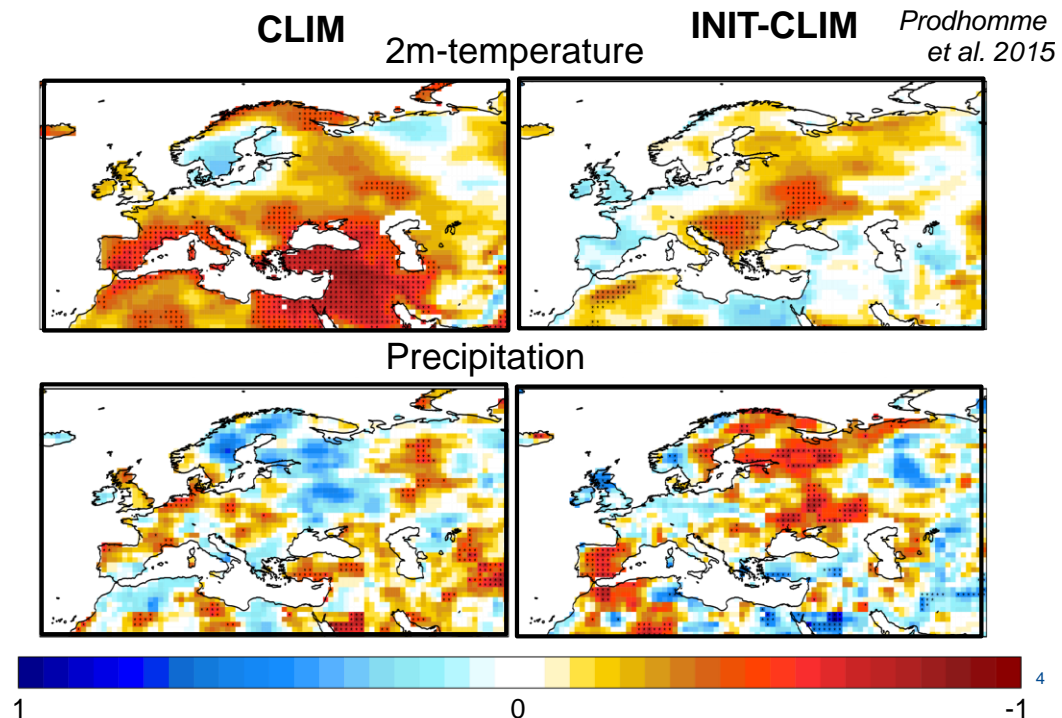 CLIM
INIT-CLIM
Prodhomme
et al. 2015
2m-temperature
Precipitation
4
1
0
-1